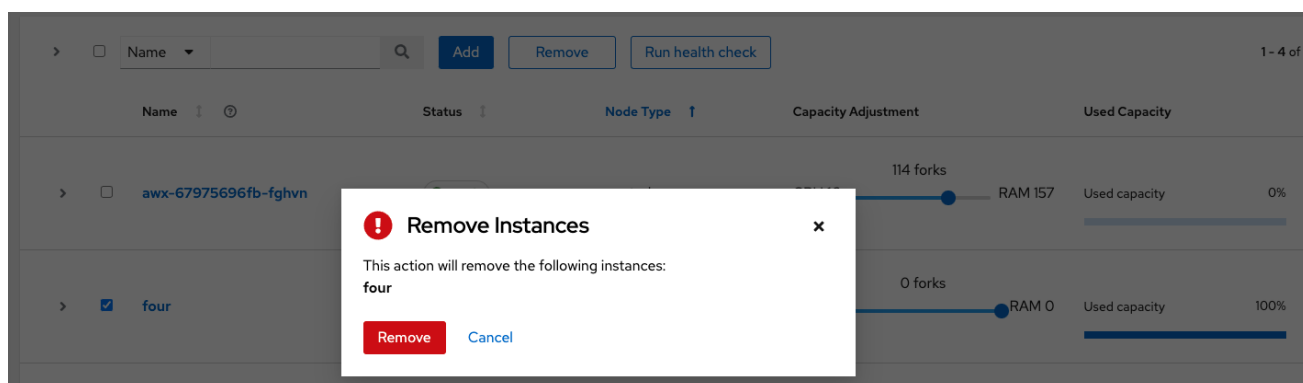 Name Add Remove Run health check 1 - 4 of
Name Status Node Type Capacity Adjustment Used Capacity
114 forks
awx-67975696fb-fghvn RAM 157 Used capacity 0%
Remove Instances
This action will remove the following instances:
four
0 forks
four RAM 0 Used capacity 100%
Remove Cancel